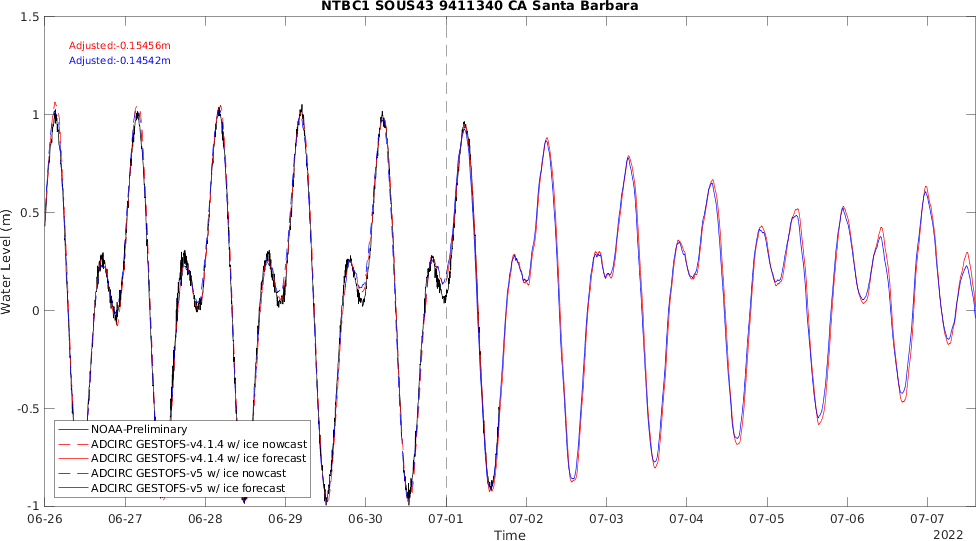 NTBC1 SOUS43 9411340 CA Santa Barbara
Adjusted:-0.15456m
Adjusted:-0.14542m
1.5
1
0.5
0
-0.5
-1
Water Level (m)
NOAA-Preliminary
ADCIRC GESTOFS-v4.1.4 w/ ice nowcast
ADCIRC GESTOFS-v4.1.4 w/ ice forecast
ADCIRC GESTOFS-v5 w/ ice nowcast
ADCIRC GESTOFS-v5 w/ ice forecast
06-26 06-27 06-28 06-29 06-30 07-01 07-02 07-03 07-04 07-05 07-06 07-07
Time
2022